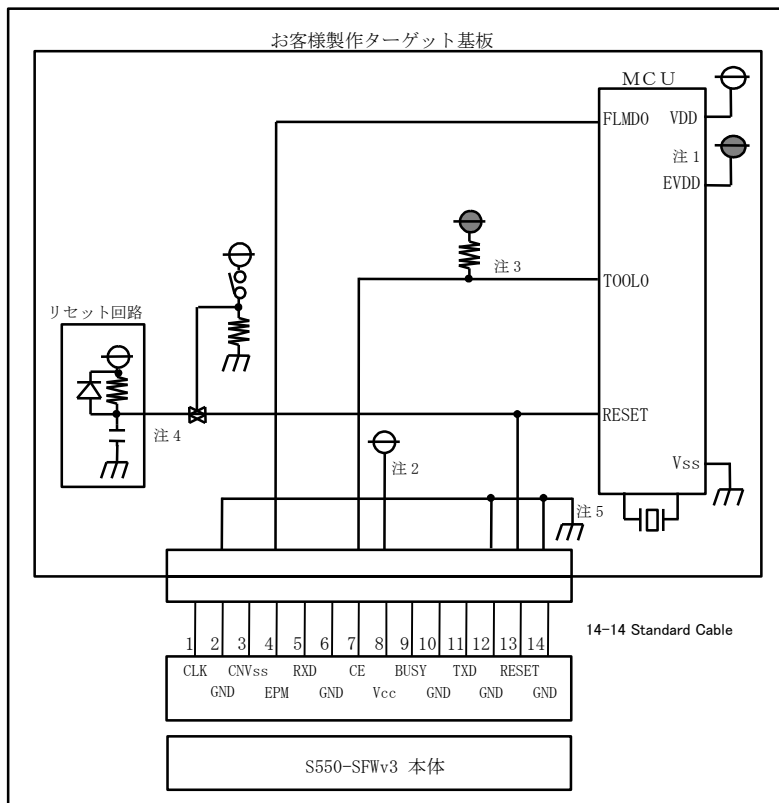 お客様製作ターゲット基板
MCU
FLMD0
VDD
注1
EVDD
注3
TOOL0
リセット回路
注4
RESET
注2
Vss
注5
14-14 Standard Cable
1 2 3 4 5 6 7 8 9 10 11 12 13 14
CLK CNVss RXD CE BUSY TXD RESET
GND EPM GND Vcc GND GND GND
S550-SFWv3 本体